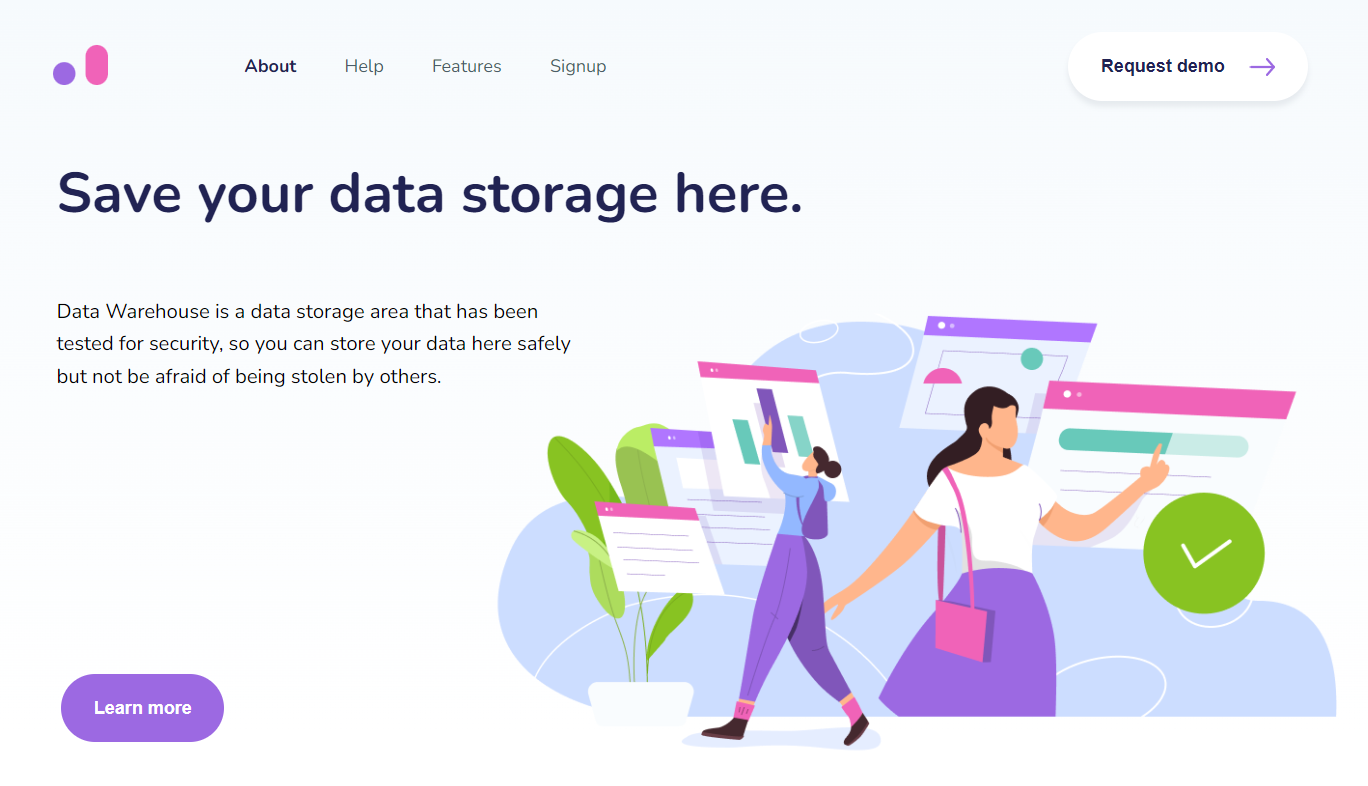 About
Help
Features
Signup
Request demo
Save your data storage here.
Data Warehouse is a data storage area that has been
tested for security, so you can store your data here safely
but not be afraid of being stolen by others.
Learn more